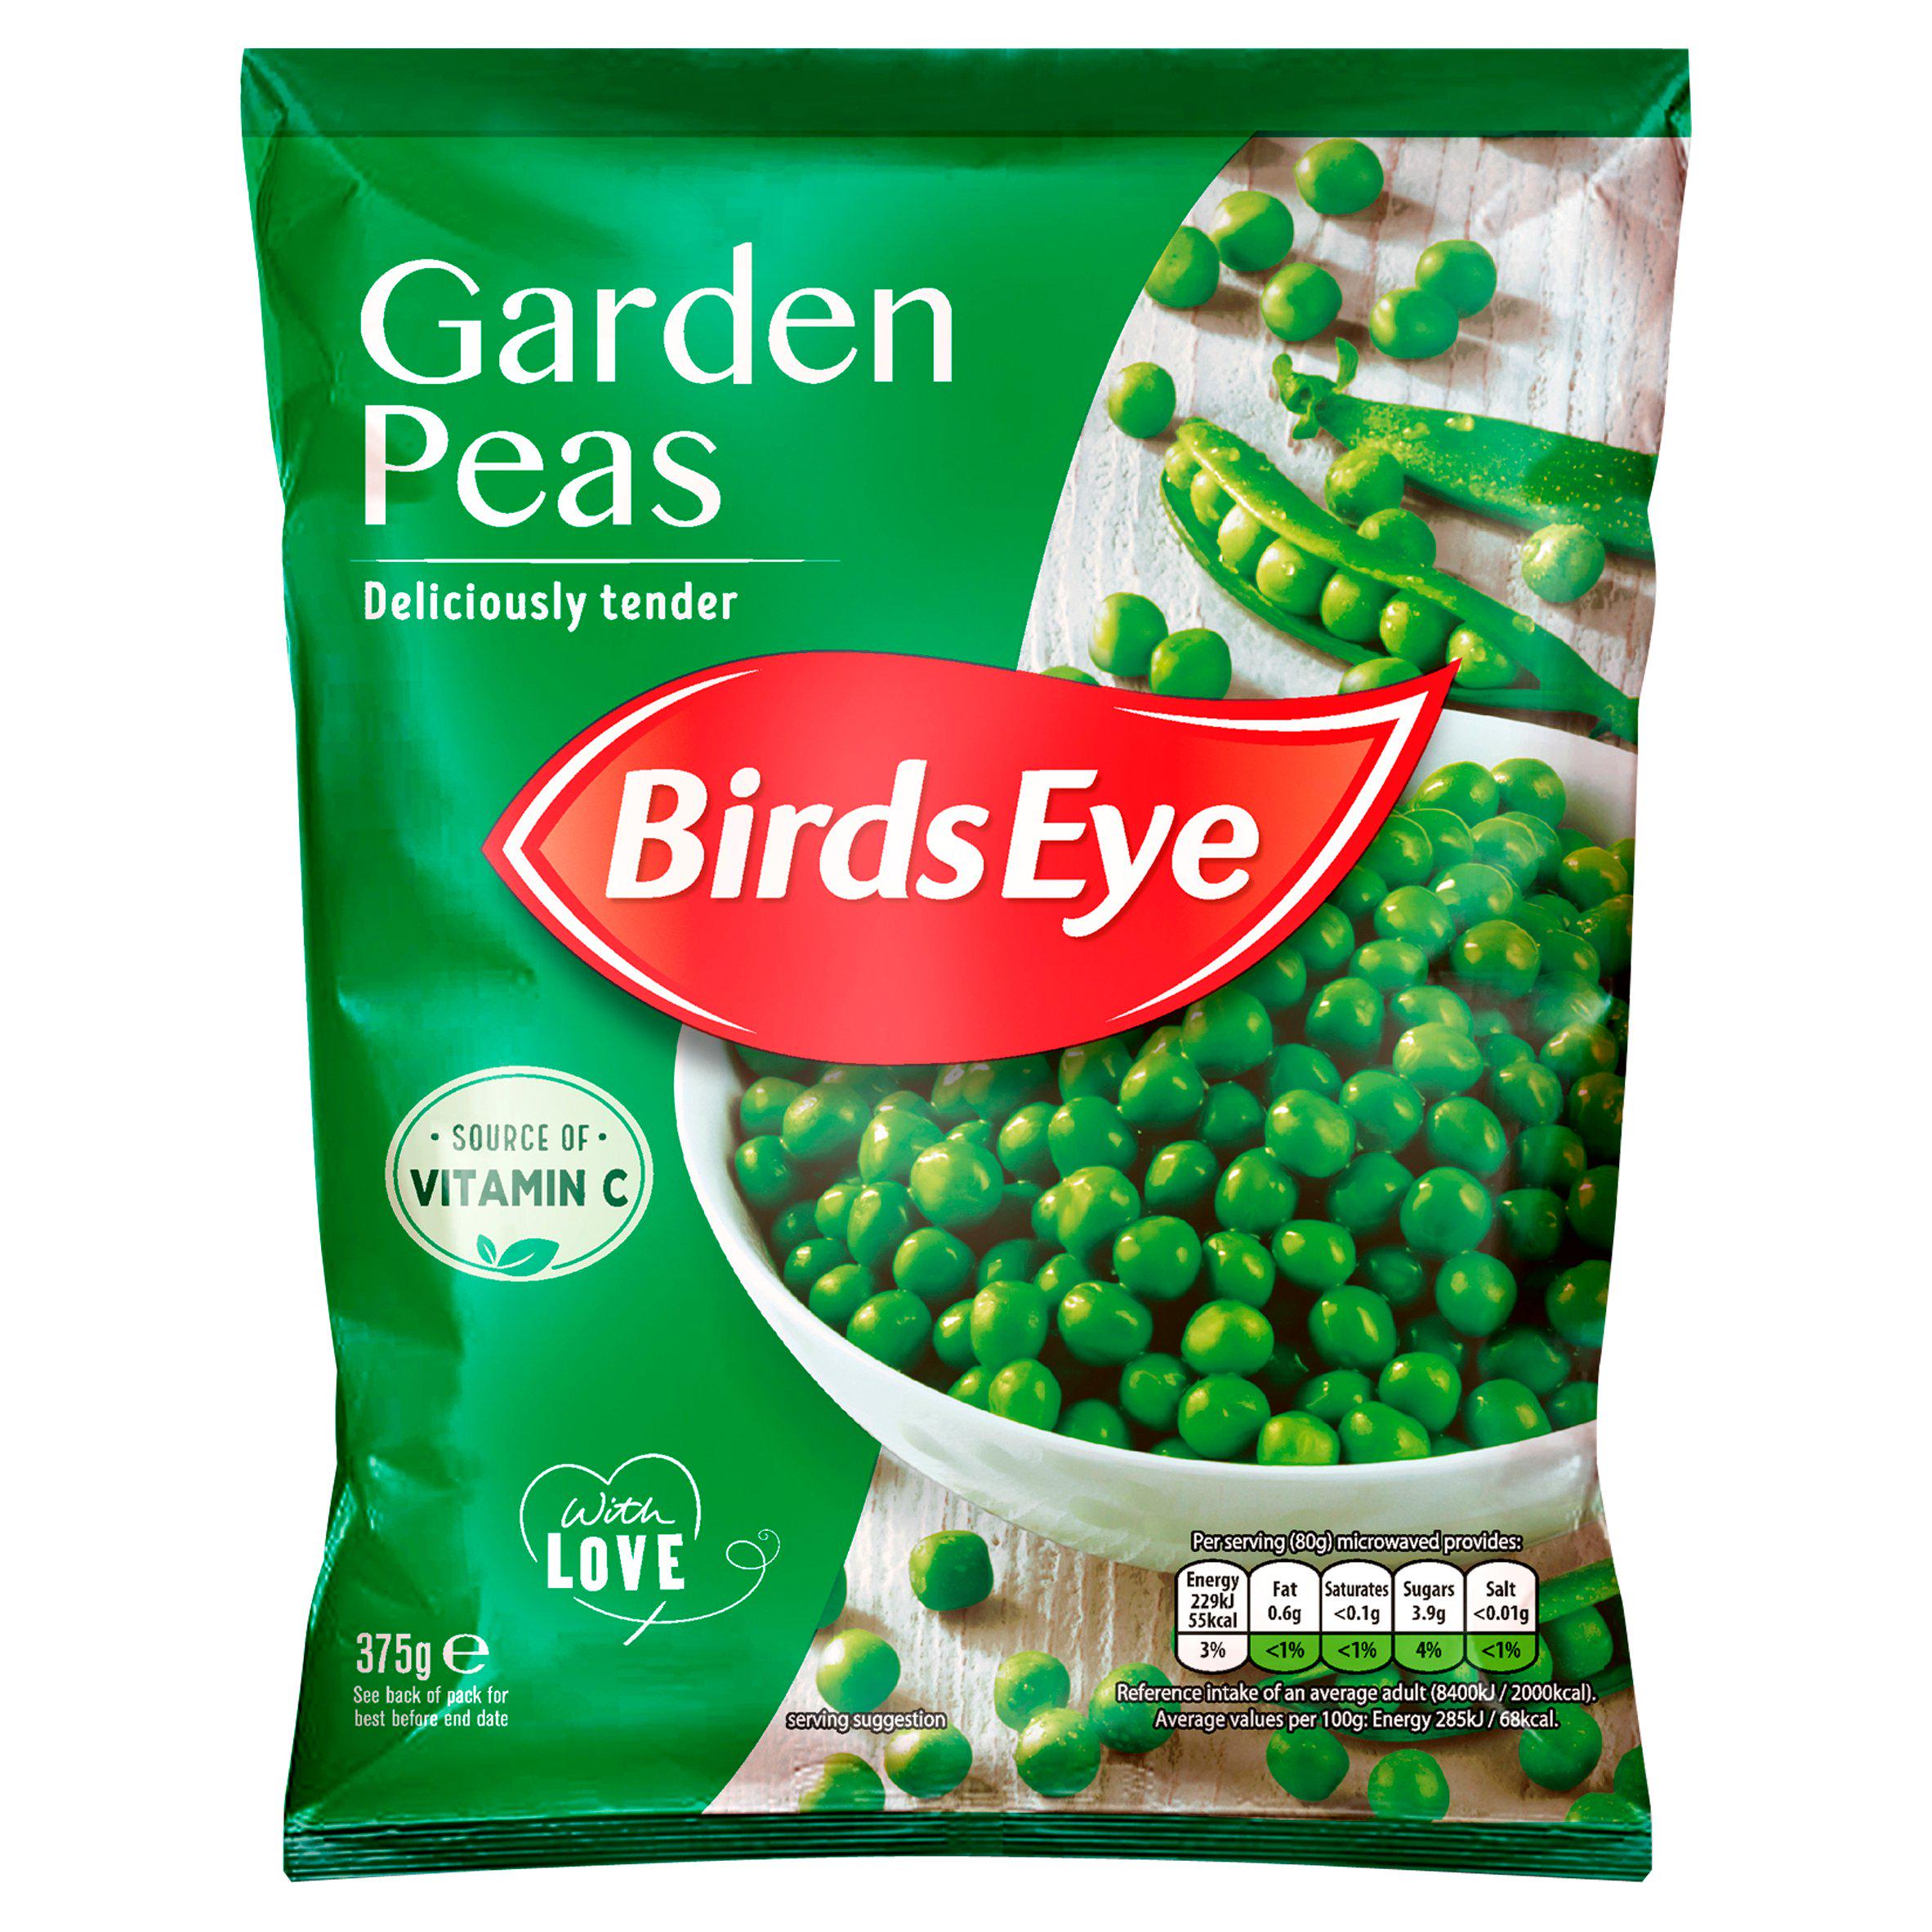 Garden
Peas
Deliciously tender
BirdsEye
• SOURCE OF •
VITAMIN C
With
LOVE
375g ℮
See back of pack for
best before end date
serving suggestion
Per serving (80g) microwaved provides:
Energy 229kJ 55kcal 3%
Fat 0.6g <1%
Saturates <0.1g <1%
Sugars 3.9g 4%
Salt <0.01g <1%
Reference intake of an average adult (8400kJ / 2000kcal).
Average values per 100g: Energy 285kJ / 68kcal.